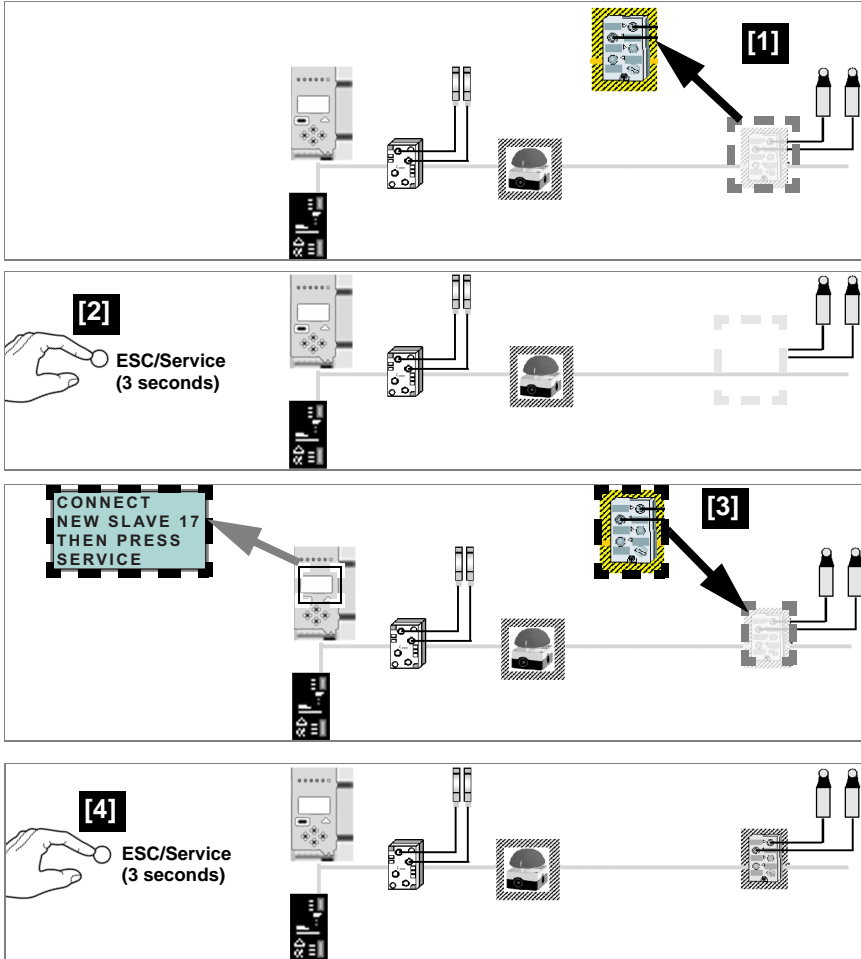 [1]
[2]
ESC/Service
(3 seconds)
CONNECT
NEW SLAVE 17
THEN PRESS
SERVICE
[3]
[4]
ESC/Service
(3 seconds)